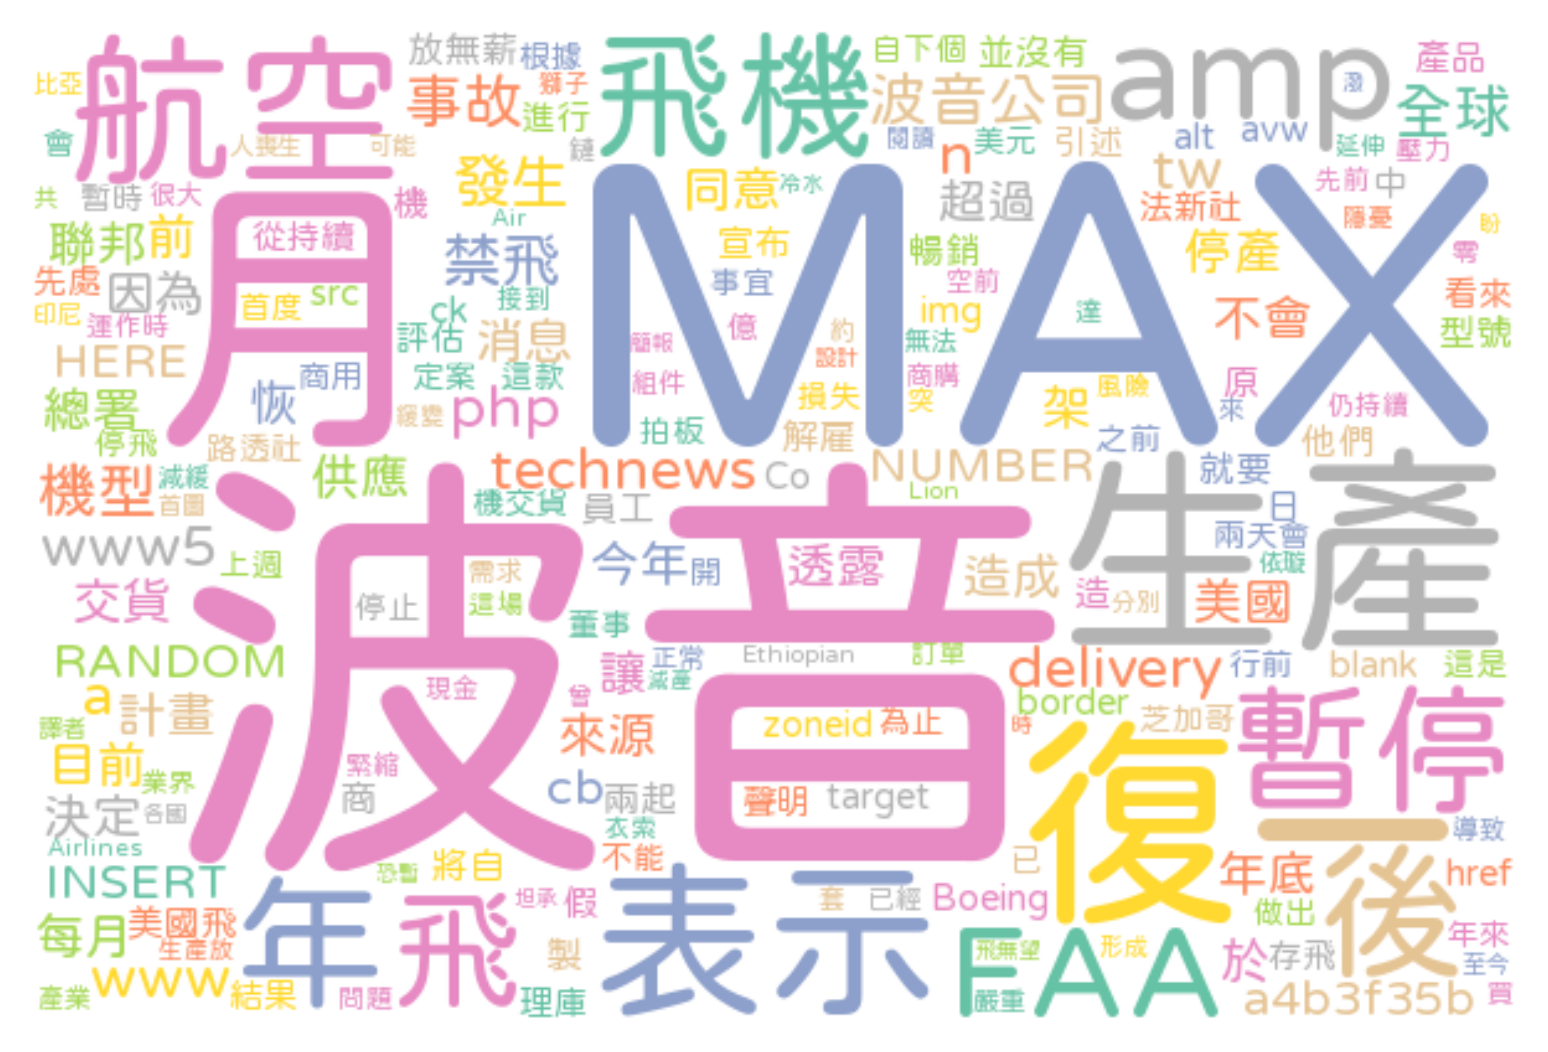 航空
放無薪
根據
飛機
自下個
並沒有
amp
產品
比亞
事故
獅子
進行
波音公司
潑
全球
會
人喪生
可能
鏈
閱讀
n
美元
引述
alt
avw
延伸
壓力
共
暫時
很大
機
發生
同意
冷水
超過
tw
先前
中
月
MAX
聯邦
前
從持續
Air
禁飛
宣布
暢銷
法新社
隱憂
盼
停產
零
先處
因為
首度
src
接到
事宜
空前
看來
印尼
運作時
ck
評估
消息
簡報
億
約
img
達
不會
型號
HERE
商用
定案
這款
組件
設計
無法
商購
原
總署
恢
緩變
php
損失
突
架
風險
來
仍持續
停飛
路透社
拍板
解雇
之前
他們
機型
減緩
首圖
供應
technews
Co
NUMBER
Lion
就要
生產
波音
機交貨
員工
日
www5
上週
需求
今年
開
透露
造成
兩天會
依璇
交貨
停止
這場
董事
造
分別
美國
RANDOM
讓
正常
減產
Ethiopian
訂單
delivery
行前
blank
這是
a
計畫
現金
曾
border
譯者
來源
zoneid
為止
時
芝加哥
復
暫停
目前
業界
緊縮
商
cb
兩起
聲明
target
決定
各國
衣索
一
導致
Airlines
恐暫
將自
不能
已
年底
後
href
INSERT
年
飛
坦承
假
表示
套
已經
Boeing
做出
每月
美國飛
生產放
製
FAA
飛無望
形成
於
存飛
年來
至今
產業
www
結果
問題
理庫
嚴重
a4b3f35b
買